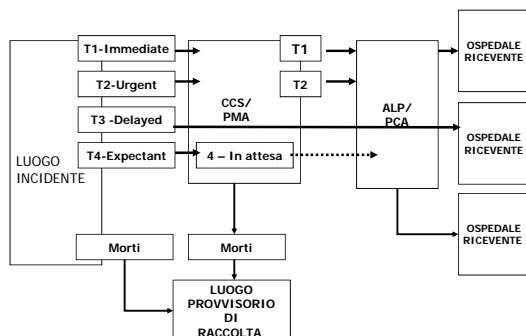 T1-Immediate
T2-Urgent
T3 -Delayed
T4-Expectant
LUOGO
INCIDENTE
Morti
CCS/
PMA
T1
T2
4 – In attesa
Morti
LUOGO
PROVVISORIO
DI
RACCOLTA
ALP/
PCA
OSPEDALE
RICEVENTE
OSPEDALE
RICEVENTE
OSPEDALE
RICEVENTE